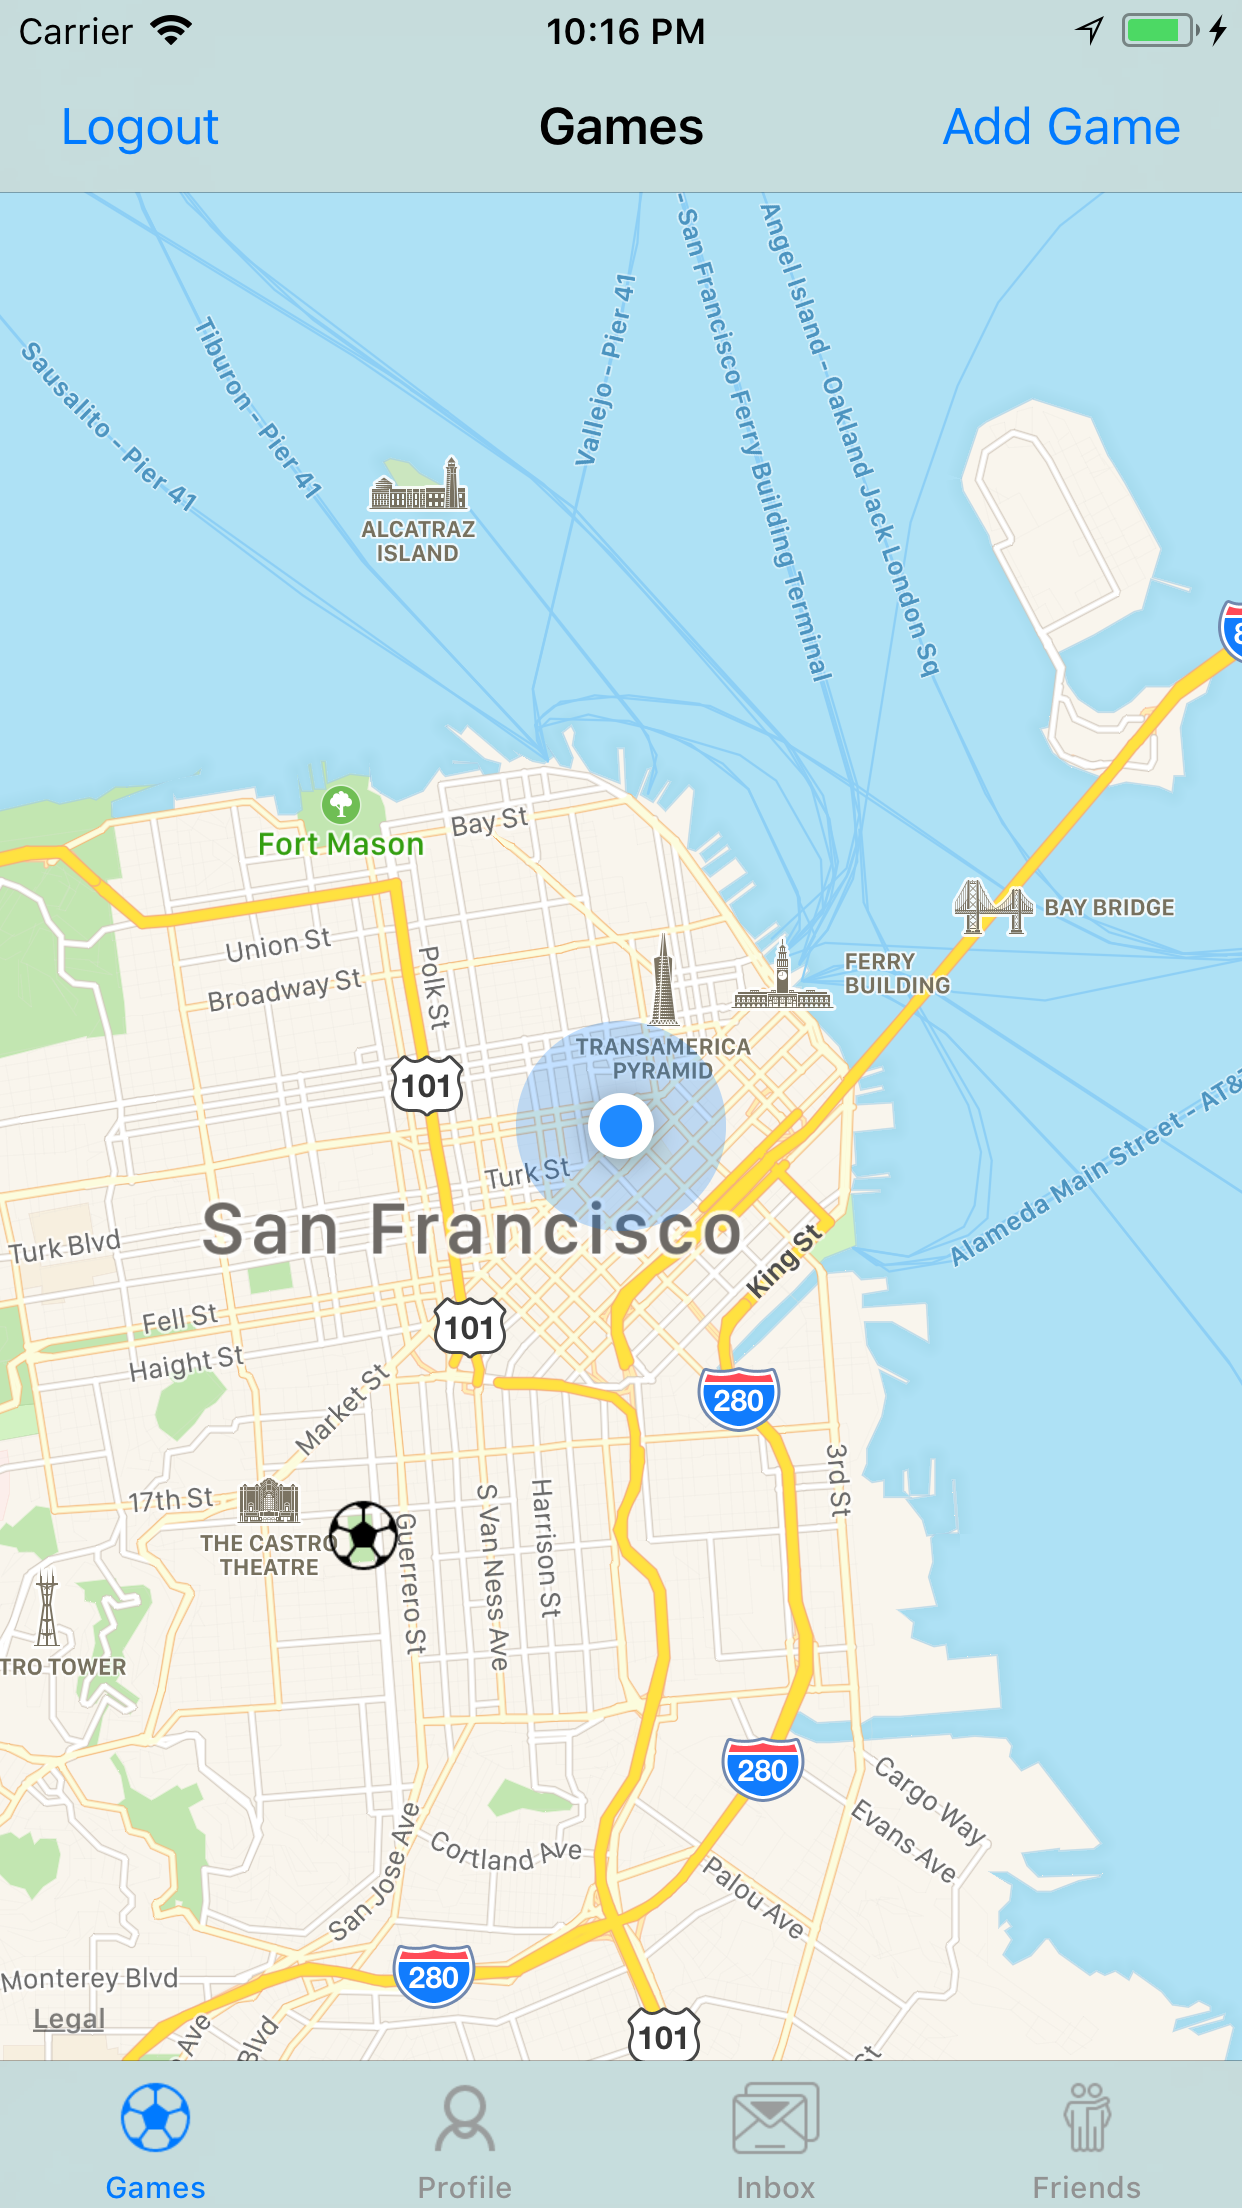 Carrier 10:16 PM
Logout Games Add Game
- San Francisco Ferry Building Terminal
Angel Island - Oakland Jack London Sq
Vallejo - Pier 41
Tiburon - Pier 41
Sausalito - Pier 41
ALCATRAZ
ISLAND
8
Bay St
Fort Mason
BAY BRIDGE
Union St
Polk St
FERRY
BUILDING
Broadway St
TRANSAMERICA
PYRAMID
101
Alameda Main Street - AT&T
Turk St
San Francisco
Turk Blvd
King St
Fell St
101
Haight St
280
Market St
3rd St
17th St
S Van Ness Ave
Harrison St
THE CASTRO
THEATRE
Guerrero St
TRO TOWER
280
Cargo Way
Evans Ave
Cortland Ave
San Jose Ave
Palou Ave
280
Monterey Blvd
Legal
Ave
Blvd
101
St
Games Profile Inbox Friends